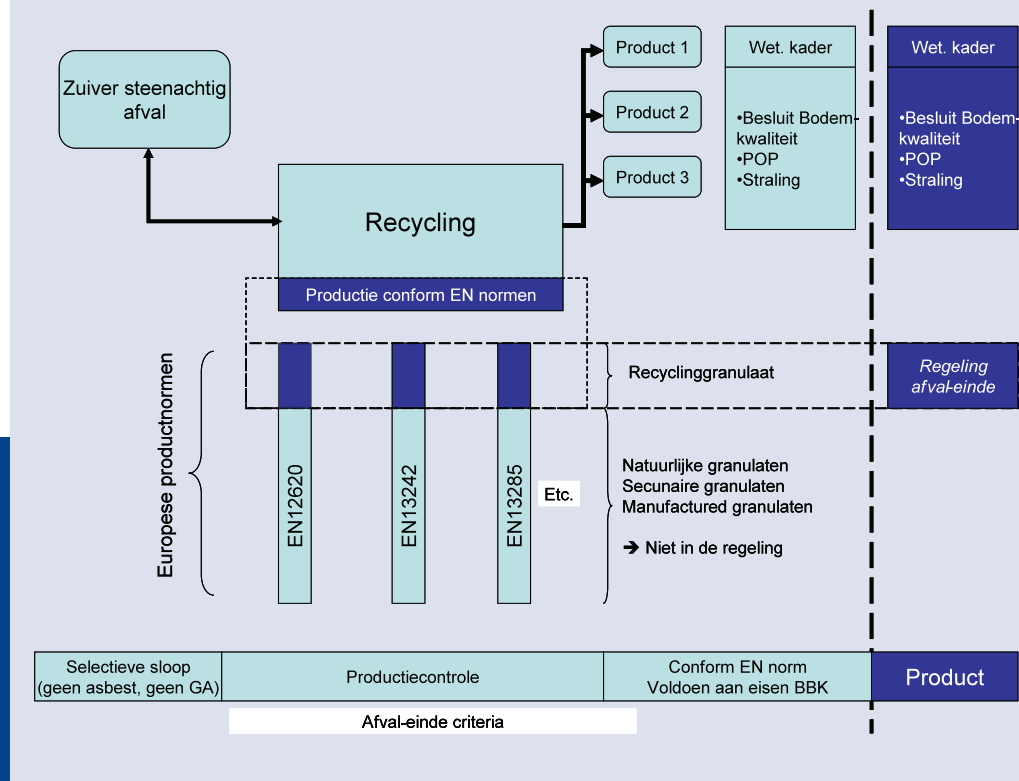 Zuiver steenachtig
afval
Recycling
Productie conform EN normen
Product 1
Product 2
Product 3
Wet. kader
•Besluit Bodem-
kwaliteit
•POP
•Straling
Wet. kader
•Besluit Bodem-
kwaliteit
•POP
•Straling
Europese productnormen
EN12620
EN13242
EN13285
Etc.
Recyclinggranulaat
Regeling
afval-einde
Natuurlijke granulaten
Secunaire granulaten
Manufactured granulaten
➔ Niet in de regeling
Selectieve sloop
(geen asbest, geen GA)
Productiecontrole
Conform EN norm
Voldoen aan eisen BBK
Product
Afval-einde criteria